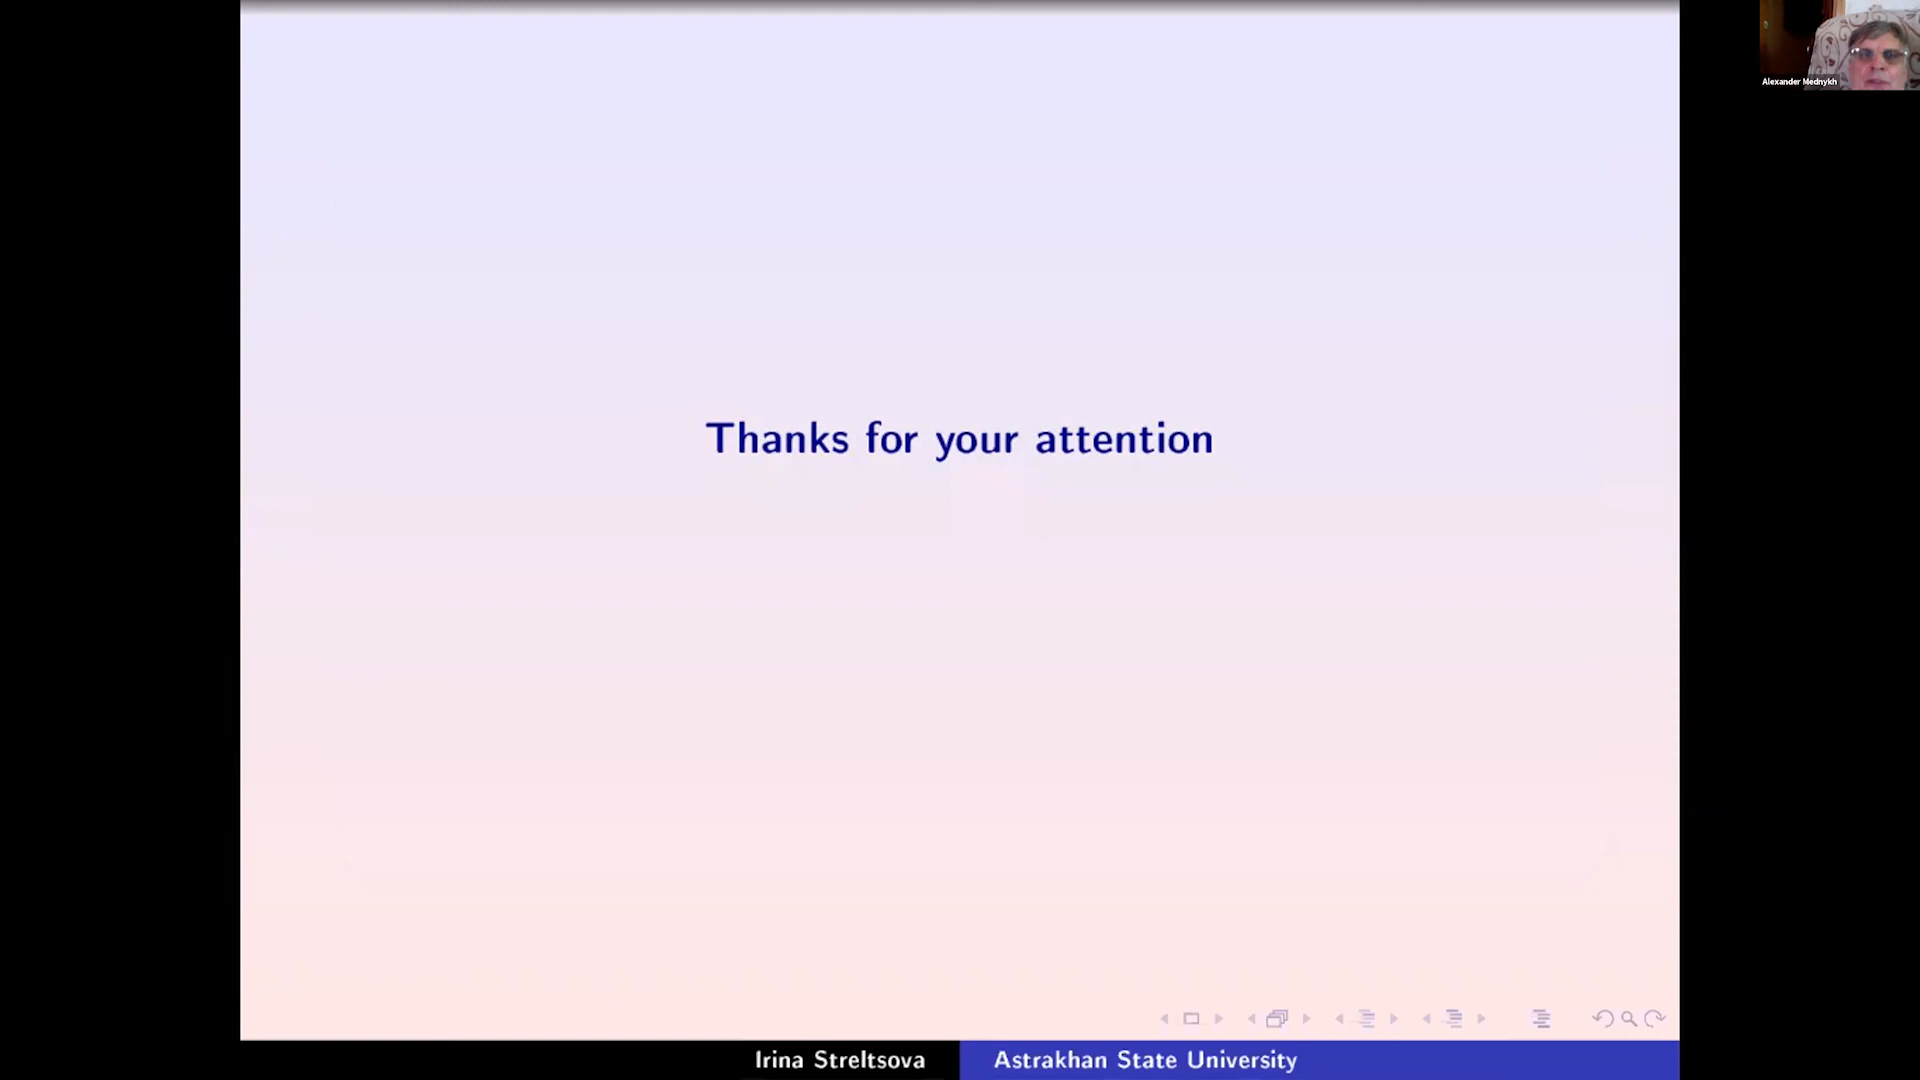 Alexander Mednykh
Thanks for your attention
Irina Streltsova
Astrakhan State University